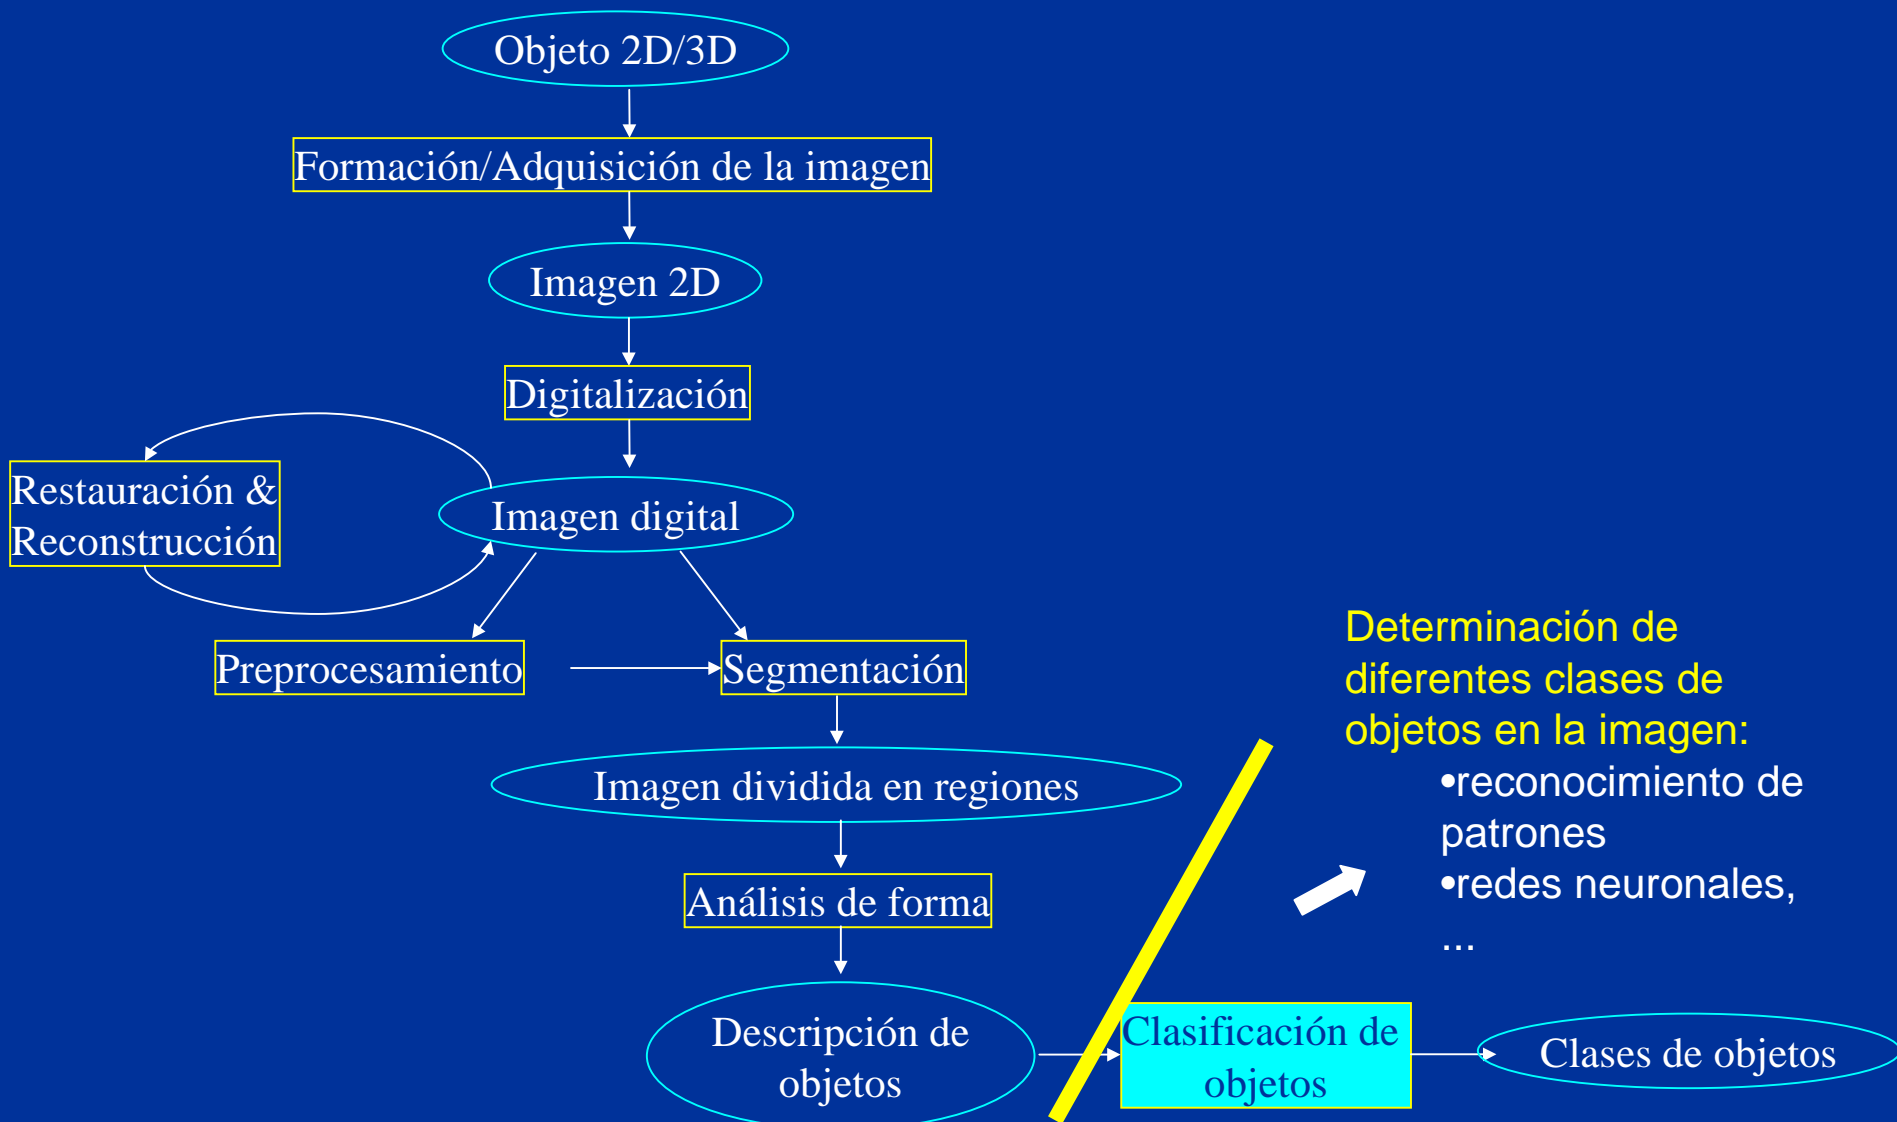 Objeto 2D/3D
Formación/Adquisición de la imagen
Imagen 2D
Digitalización
Restauración &
Reconstrucción
Imagen digital
Preprocesamiento
Segmentación
Imagen dividida en regiones
Análisis de forma
Descripción de
objetos
Clasificación de
objetos
Clases de objetos
Determinación de
diferentes clases de
objetos en la imagen:
•reconocimiento de
patrones
•redes neuronales,
...